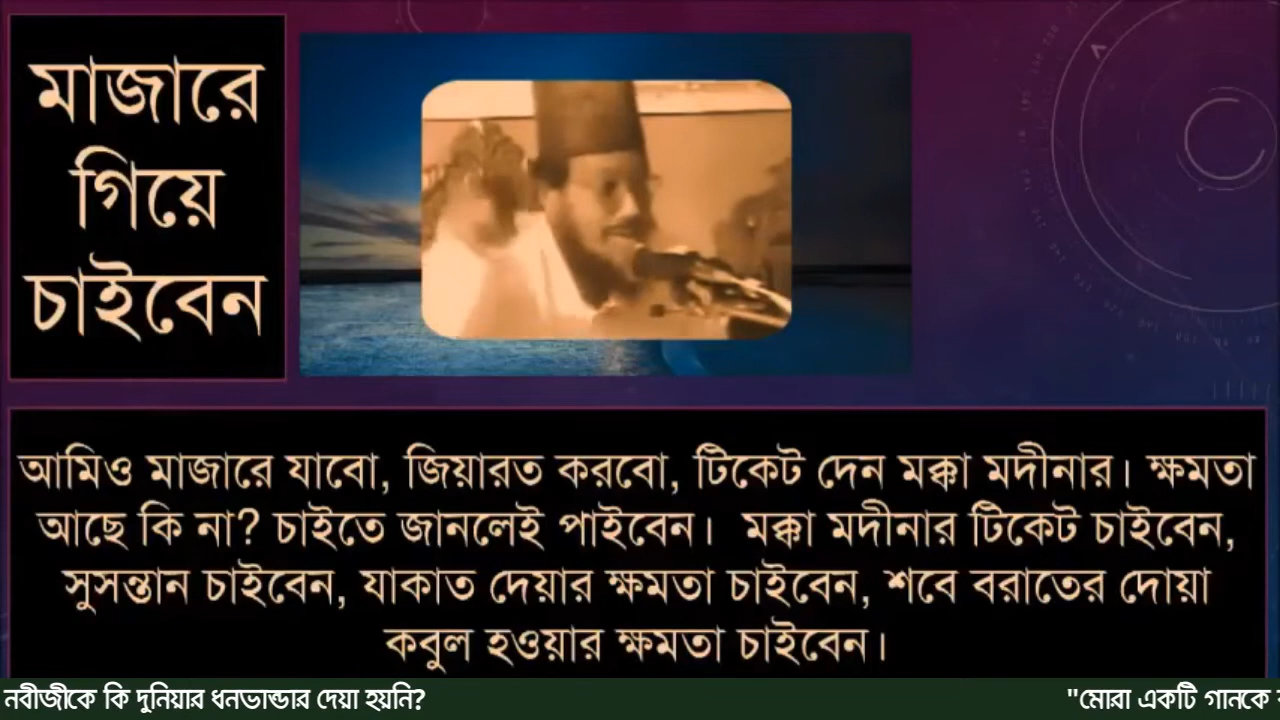 মাজারে
গিয়ে
চাইবেন
আমিও মাজারে যাবো, জিয়ারত করবো, টিকেট দেন মক্কা মদীনার। ক্ষমতা
আছে কি না? চাইতে জানলেই পাইবেন। মক্কা মদীনার টিকেট চাইবেন,
সুসন্তান চাইবেন, যাকাত দেয়ার ক্ষমতা চাইবেন, শবে বরাতের দোয়া
কবুল হওয়ার ক্ষমতা চাইবেন।
নবীজীকে কি দুনিয়ার ধনভান্ডার দেয়া হয়নি?
"মোরা একটি গানকে